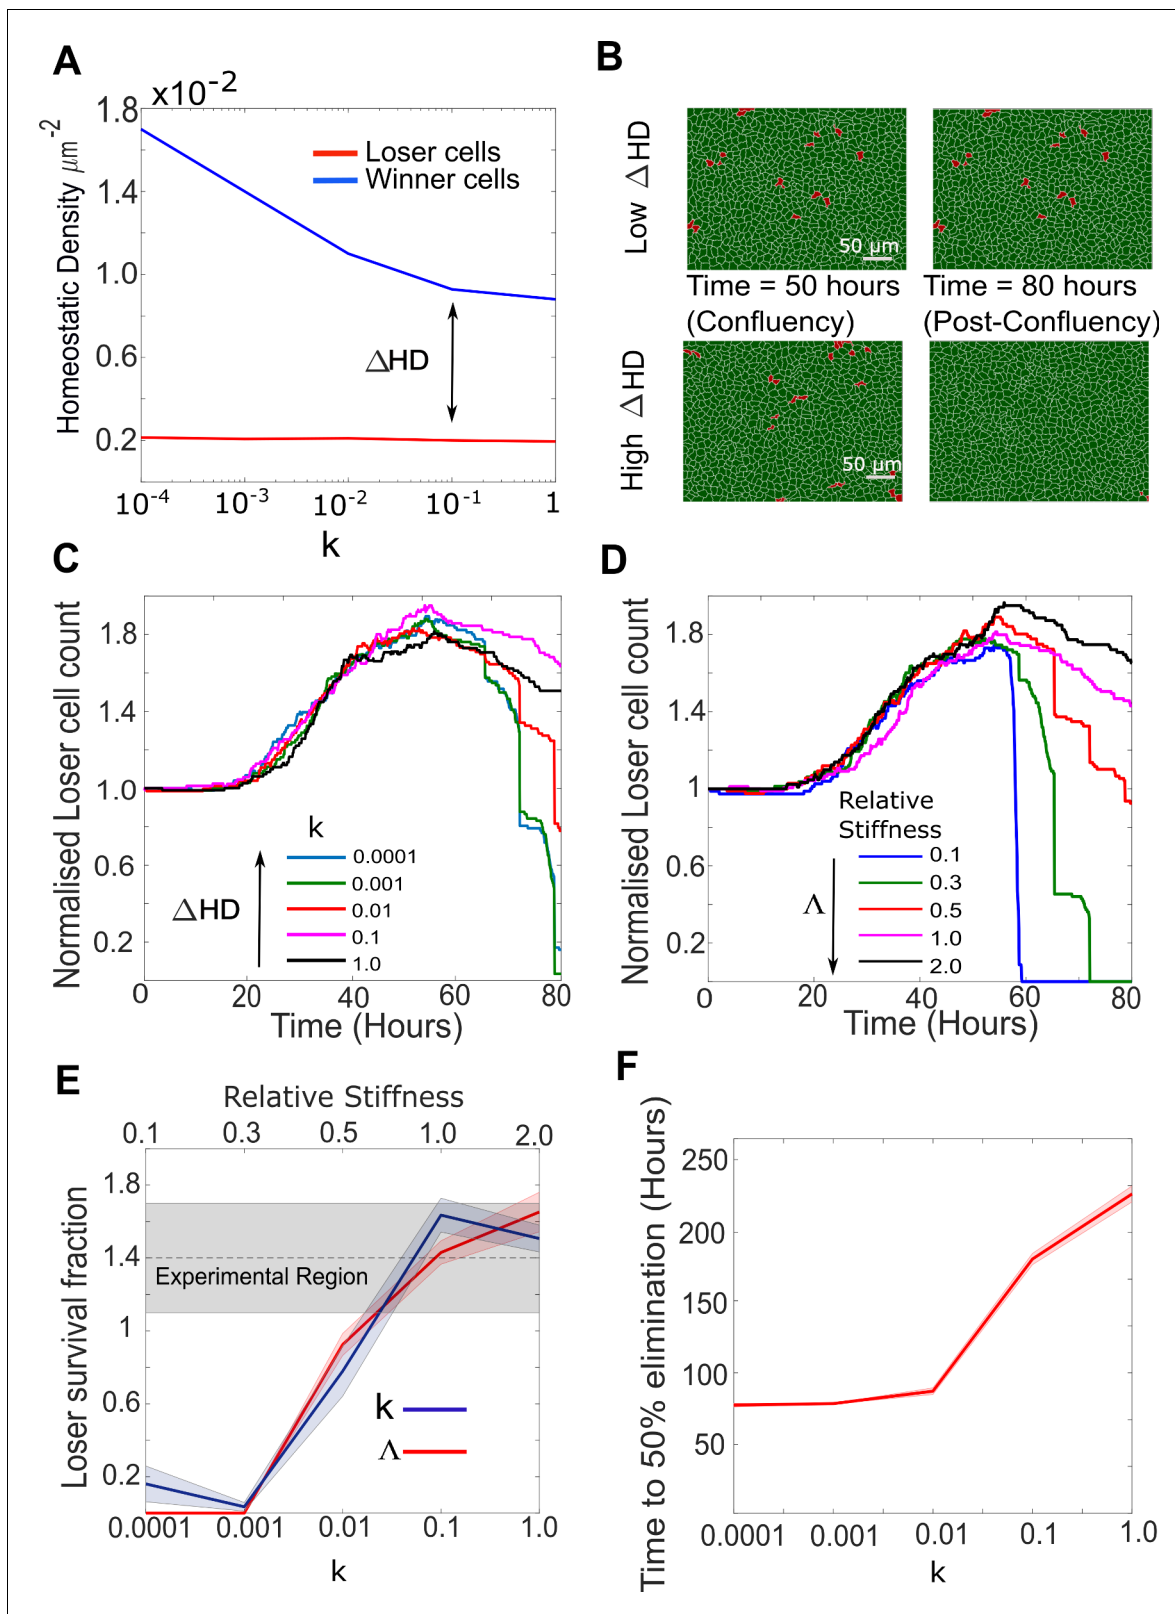 A
x10-2
Homeostatic Density μm-2
1.8
1.4
1.0
0.6
0.2
Loser cells
Winner cells
△HD
10-4 10-3 10-2 10-1 1
k
B
Low △HD
50 μm
Time = 50 hours
(Confluency)
Time = 80 hours
(Post-Confluency)
High △HD
50 μm
C
Normalised Loser cell count
1.8
1.4
1.0
0.6
0.2
k
0.0001
0.001
0.01
0.1
1.0
△HD
0 20 40 60 80
Time (Hours)
D
Normalised Loser cell count
1.8
1.4
1
0.6
0.2
Relative
Stiffness
0.1
0.3
0.5
1.0
2.0
Λ
0 20 40 60 80
Time (Hours)
E
Relative Stiffness
0.1 0.3 0.5 1.0 2.0
Loser survival fraction
1.8
1.4
1
0.6
0.2
Experimental Region
k
Λ
0.0001 0.001 0.01 0.1 1.0
k
F
Time to 50% elimination (Hours)
250
200
150
100
50
0.0001 0.001 0.01 0.1 1.0
k